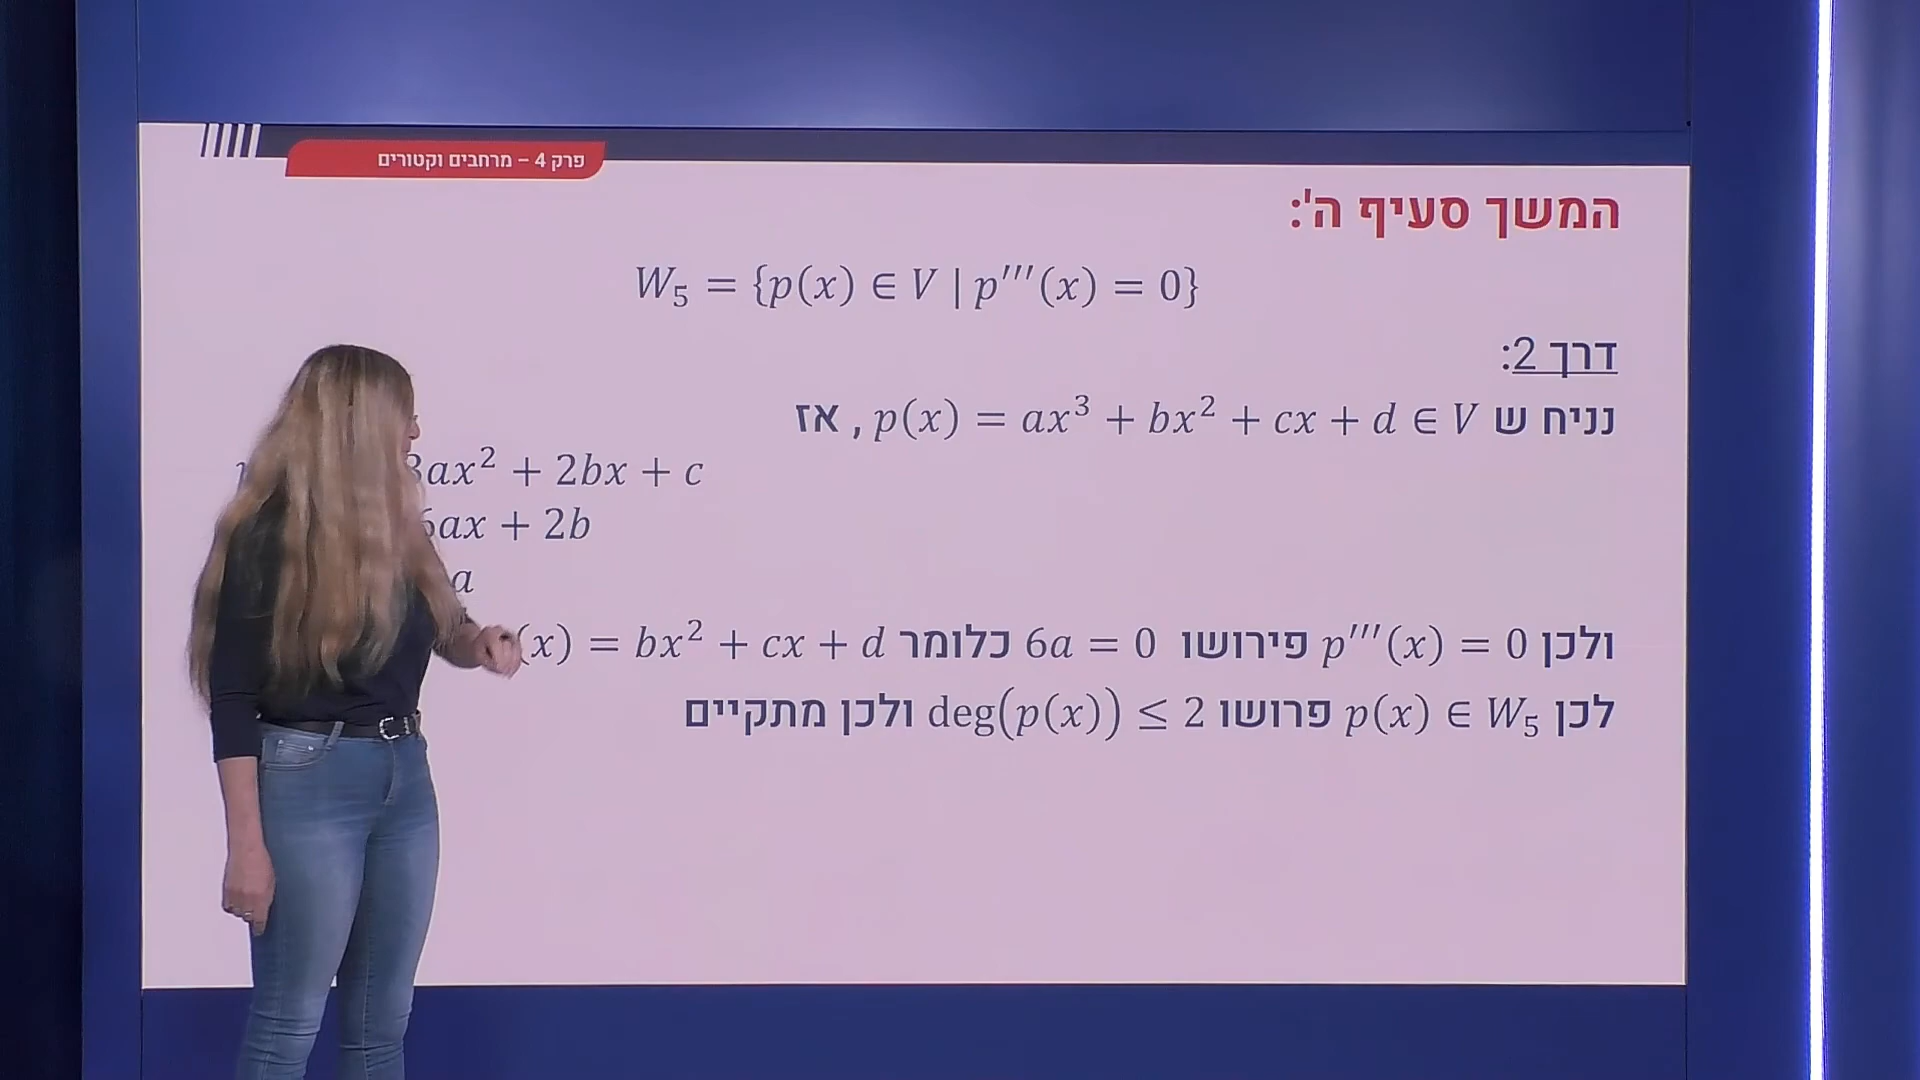 פרק 4 – מרחבים וקטורים
המשך סעיף ה':
W₅ = {p(x) ∈ V | p′′′(x) = 0}
דרך 2:
נניח ש p(x) = ax³ + bx² + cx + d ∈ V , אז
ax² + 2bx + c
ax + 2b
a
ולכן p′′′(x) = 0 פירושו 6a = 0 כלומר (x) = bx² + cx + d
לכן p(x) ∈ W₅ פרושו deg(p(x)) ≤ 2 ולכן מתקיים